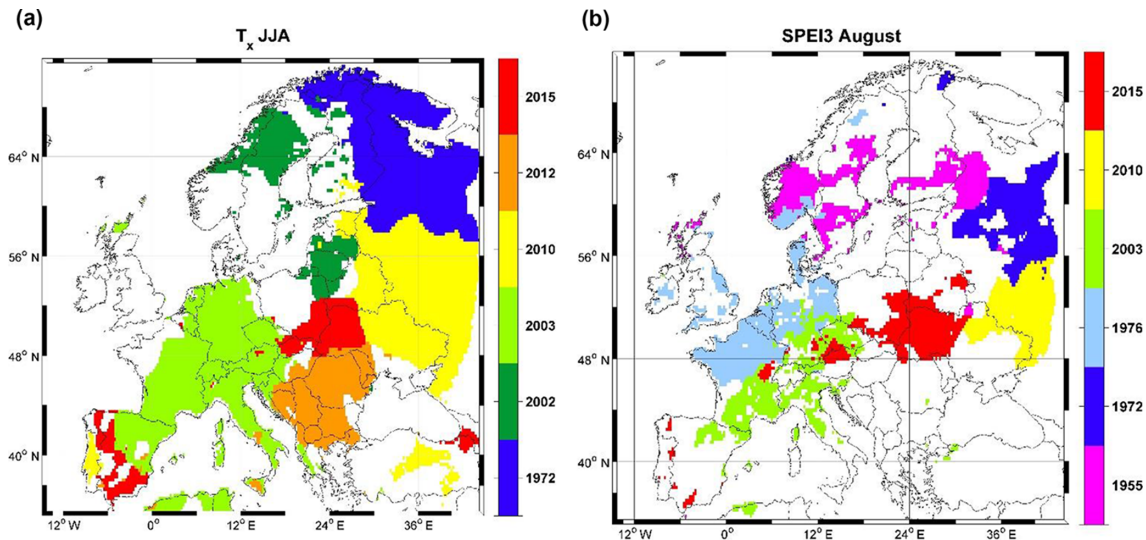 (a)
T_x JJA
64° N
56° N
48° N
40° N
12° W
0°
12° E
24° E
36° E
2015
2012
2010
2003
2002
1972
(b)
SPEI3 August
64° N
56° N
48° N
40° N
12° W
0°
12° E
24° E
36° E
2015
2010
2003
1976
1972
1955